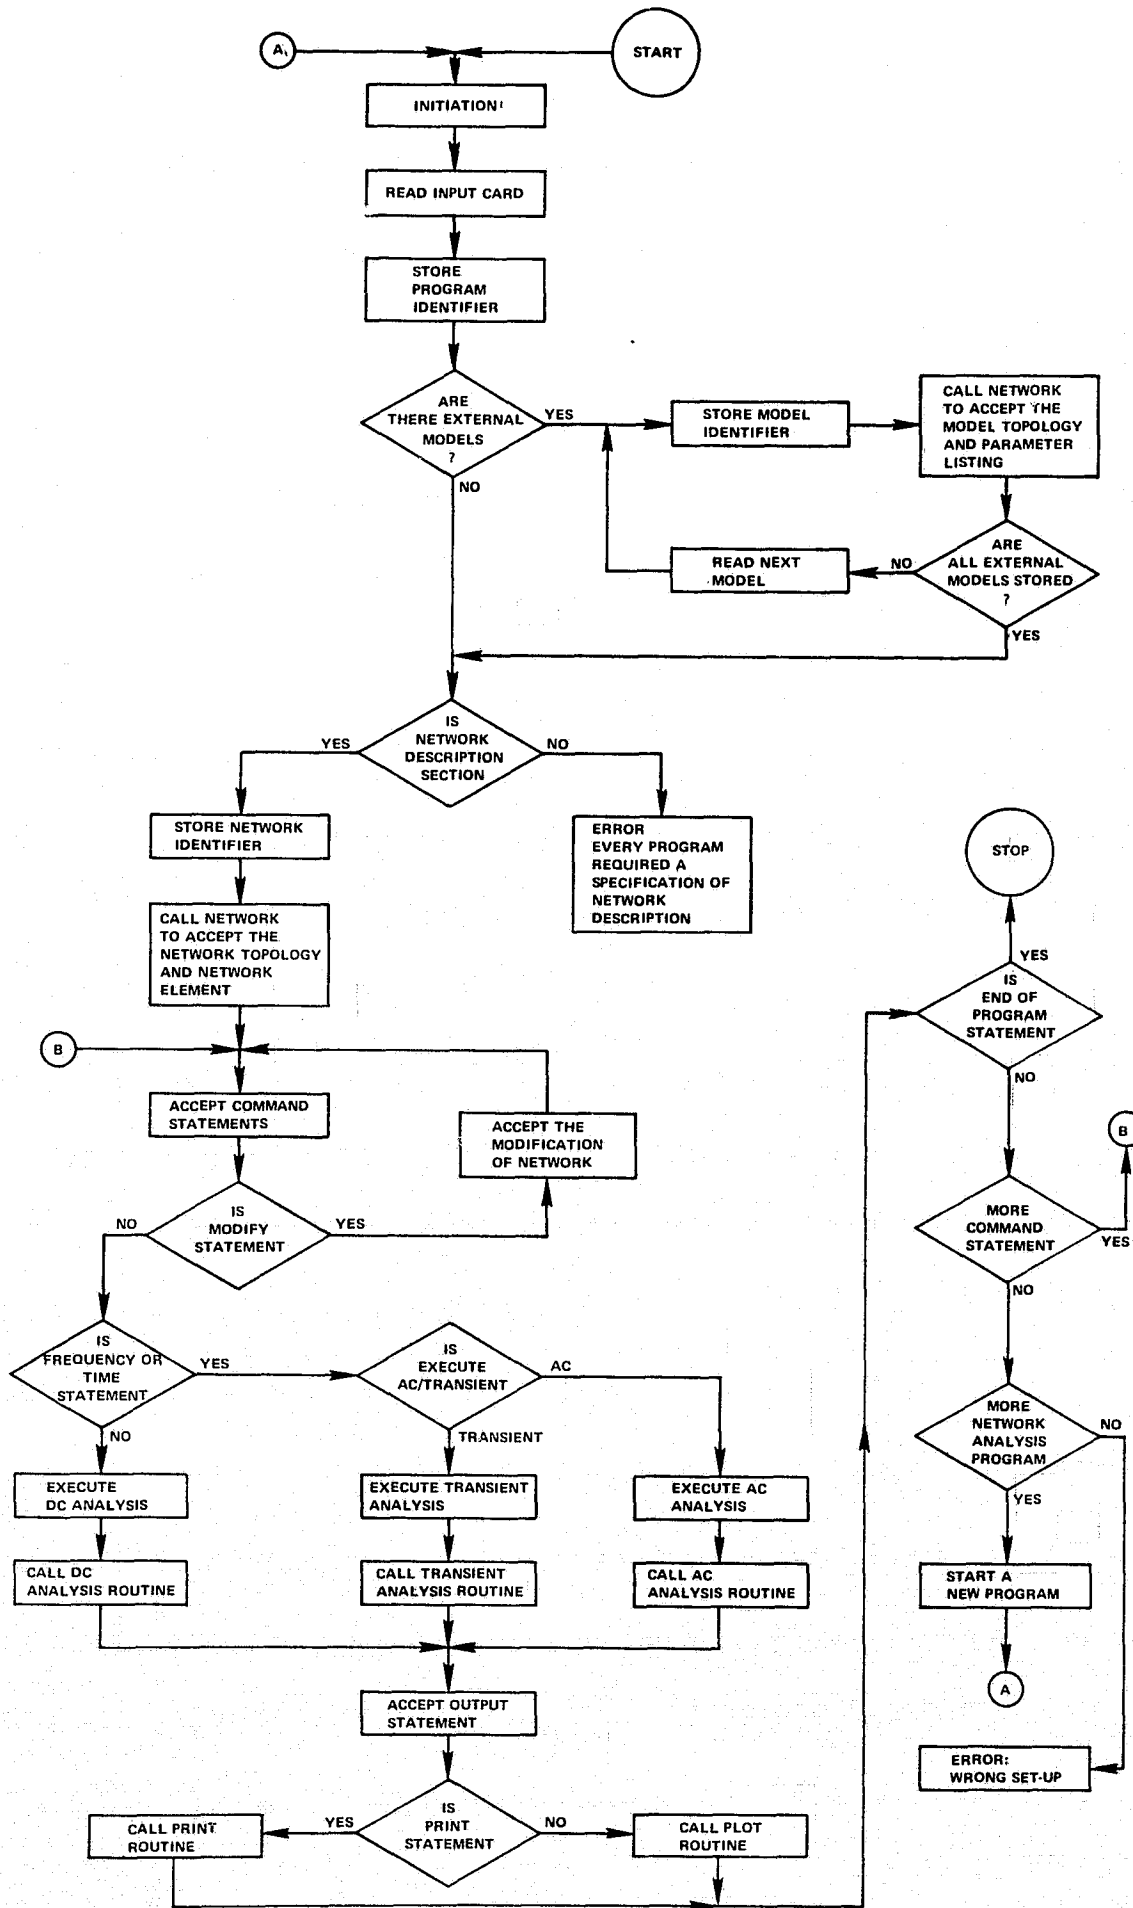 A
START
INITIATION
READ INPUT CARD
STORE
PROGRAM
IDENTIFIER
ARE
THERE EXTERNAL
MODELS
?
YES
NO
STORE MODEL
IDENTIFIER
CALL NETWORK
TO ACCEPT THE
MODEL TOPOLOGY
AND PARAMETER
LISTING
ARE
ALL EXTERNAL
MODELS STORED
?
NO
YES
READ NEXT
MODEL
IS
NETWORK
DESCRIPTION
SECTION
YES
NO
STORE NETWORK
IDENTIFIER
ERROR
EVERY PROGRAM
REQUIRED A
SPECIFICATION OF
NETWORK
DESCRIPTION
CALL NETWORK
TO ACCEPT THE
NETWORK TOPOLOGY
AND NETWORK
ELEMENT
B
ACCEPT COMMAND
STATEMENTS
ACCEPT THE
MODIFICATION
OF NETWORK
IS
MODIFY
STATEMENT
NO
YES
IS
FREQUENCY OR
TIME
STATEMENT
YES
NO
IS
EXECUTE
AC/TRANSIENT
AC
TRANSIENT
EXECUTE
DC ANALYSIS
EXECUTE TRANSIENT
ANALYSIS
EXECUTE AC
ANALYSIS
CALL DC
ANALYSIS ROUTINE
CALL TRANSIENT
ANALYSIS ROUTINE
CALL AC
ANALYSIS ROUTINE
ACCEPT OUTPUT
STATEMENT
IS
PRINT
STATEMENT
YES
NO
CALL PRINT
ROUTINE
CALL PLOT
ROUTINE
STOP
YES
IS
END OF
PROGRAM
STATEMENT
NO
B
MORE
COMMAND
STATEMENT
YES
NO
MORE
NETWORK
ANALYSIS
PROGRAM
NO
YES
START A
NEW PROGRAM
A
ERROR:
WRONG SET-UP